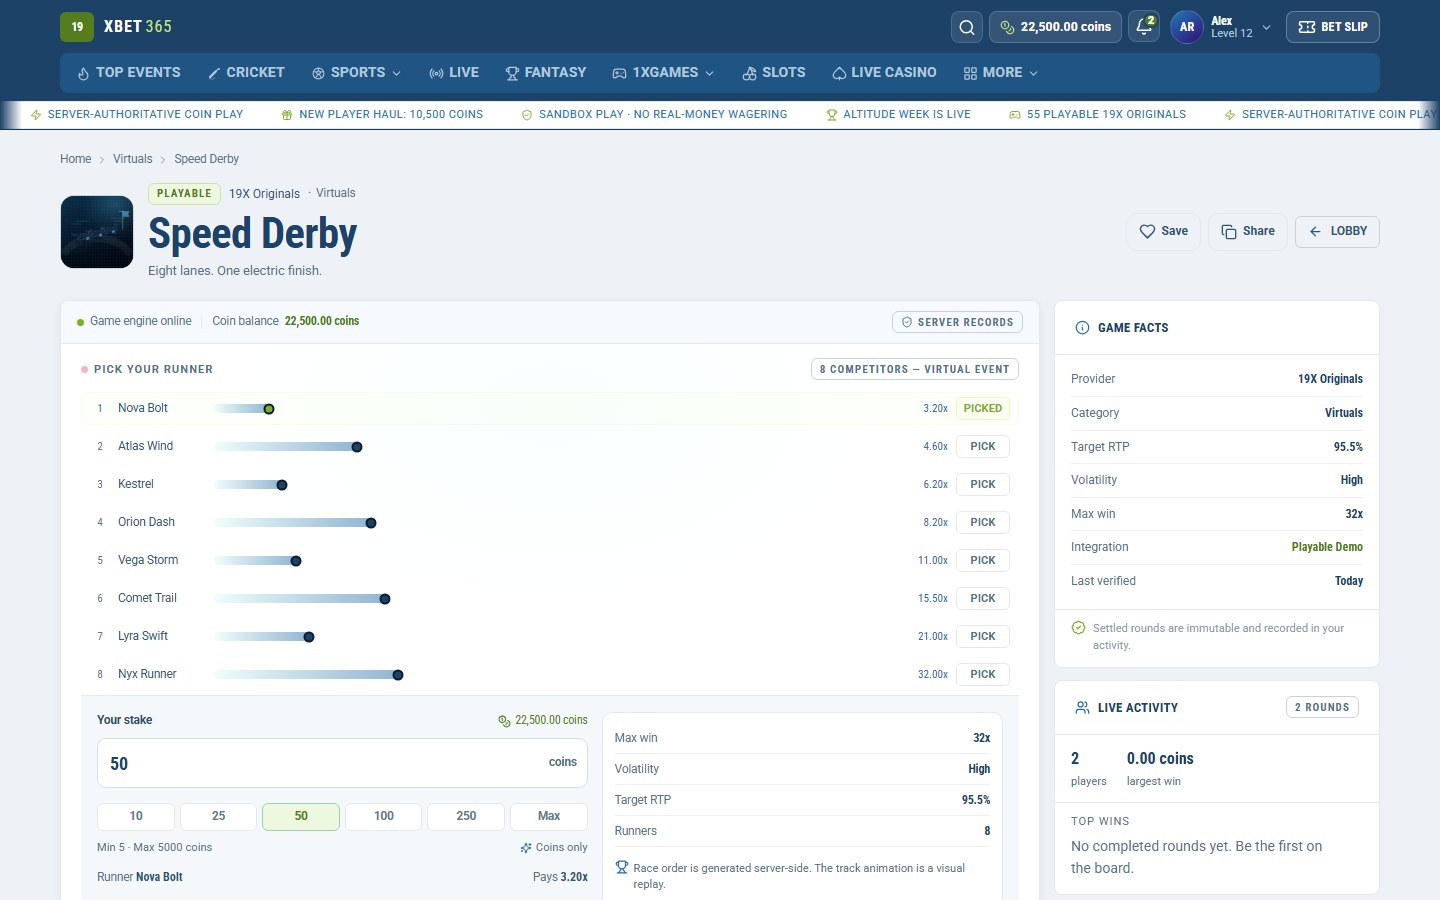 19 XBET 365
22,500.00 coins
2
AR
Alex
Level 12
BET SLIP
TOP EVENTS CRICKET SPORTS LIVE FANTASY 1XGAMES SLOTS LIVE CASINO MORE
SERVER-AUTHORITATIVE COIN PLAY NEW PLAYER HAUL: 10,500 COINS SANDBOX PLAY · NO REAL-MONEY WAGERING ALTITUDE WEEK IS LIVE 55 PLAYABLE 19X ORIGINALS SERVER-AUTHORITATIVE COIN PLAY
Home > Virtuals > Speed Derby
PLAYABLE 19X Originals · Virtuals
Speed Derby
Eight lanes. One electric finish.
Save Share LOBBY
Game engine online Coin balance 22,500.00 coins SERVER RECORDS
PICK YOUR RUNNER 8 COMPETITORS — VIRTUAL EVENT
1 Nova Bolt 3.20x PICKED
2 Atlas Wind 4.60x PICK
3 Kestrel 6.20x PICK
4 Orion Dash 8.20x PICK
5 Vega Storm 11.00x PICK
6 Comet Trail 15.50x PICK
7 Lyra Swift 21.00x PICK
8 Nyx Runner 32.00x PICK
Your stake 22,500.00 coins
50 coins
10 25 50 100 250 Max
Min 5 · Max 5000 coins Coins only
Runner Nova Bolt Pays 3.20x
Max win 32x
Volatility High
Target RTP 95.5%
Runners 8
Race order is generated server-side. The track animation is a visual
replay.
GAME FACTS
Provider 19X Originals
Category Virtuals
Target RTP 95.5%
Volatility High
Max win 32x
Integration Playable Demo
Last verified Today
Settled rounds are immutable and recorded in your
activity.
LIVE ACTIVITY 2 ROUNDS
2 0.00 coins
players largest win
TOP WINS
No completed rounds yet. Be the first on
the board.